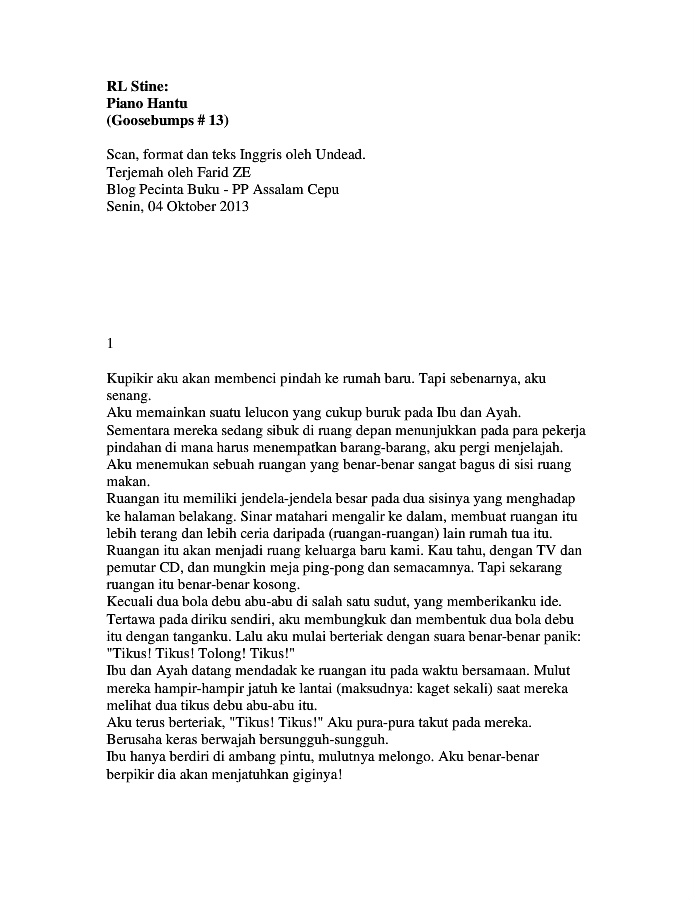 RL Stine:
Piano Hantu
(Goosebumps # 13)
Scan, format dan teks Inggris oleh Undead.
Terjemah oleh Farid ZE
Blog Pecinta Buku - PP Assalam Cepu
Senin, 04 Oktober 2013
1
Kupikir aku akan membenci pindah ke rumah baru. Tapi sebenarnya, aku
senang.
Aku memainkan suatu lelucon yang cukup buruk pada Ibu dan Ayah.
Sementara mereka sedang sibuk di ruang depan menunjukkan pada para pekerja
pindahan di mana harus menempatkan barang-barang, aku pergi menjelajah.
Aku menemukan sebuah ruangan yang benar-benar sangat bagus di sisi ruang
makan.
Ruangan itu memiliki jendela-jendela besar pada dua sisinya yang menghadap
ke halaman belakang. Sinar matahari mengalir ke dalam, membuat ruangan itu
lebih terang dan lebih ceria daripada (ruangan-ruangan) lain rumah tua itu.
Ruangan itu akan menjadi ruang keluarga baru kami. Kau tahu, dengan TV dan
pemutar CD, dan mungkin meja ping-pong dan semacamnya. Tapi sekarang
ruangan itu benar-benar kosong.
Kecuali dua bola debu abu-abu di salah satu sudut, yang memberikanku ide.
Tertawa pada diriku sendiri, aku membungkuk dan membentuk dua bola debu
itu dengan tanganku. Lalu aku mulai berteriak dengan suara benar-benar panik:
"Tikus! Tikus! Tolong! Tikus!"
Ibu dan Ayah datang mendadak ke ruangan itu pada waktu bersamaan. Mulut
mereka hampir-hampir jatuh ke lantai (maksudnya: kaget sekali) saat mereka
melihat dua tikus debu abu-abu itu.
Aku terus berteriak, "Tikus! Tikus!" Aku pura-pura takut pada mereka.
Berusaha keras berwajah bersungguh-sungguh.
Ibu hanya berdiri di ambang pintu, mulutnya melongo. Aku benar-benar
berpikir dia akan menjatuhkan giginya!